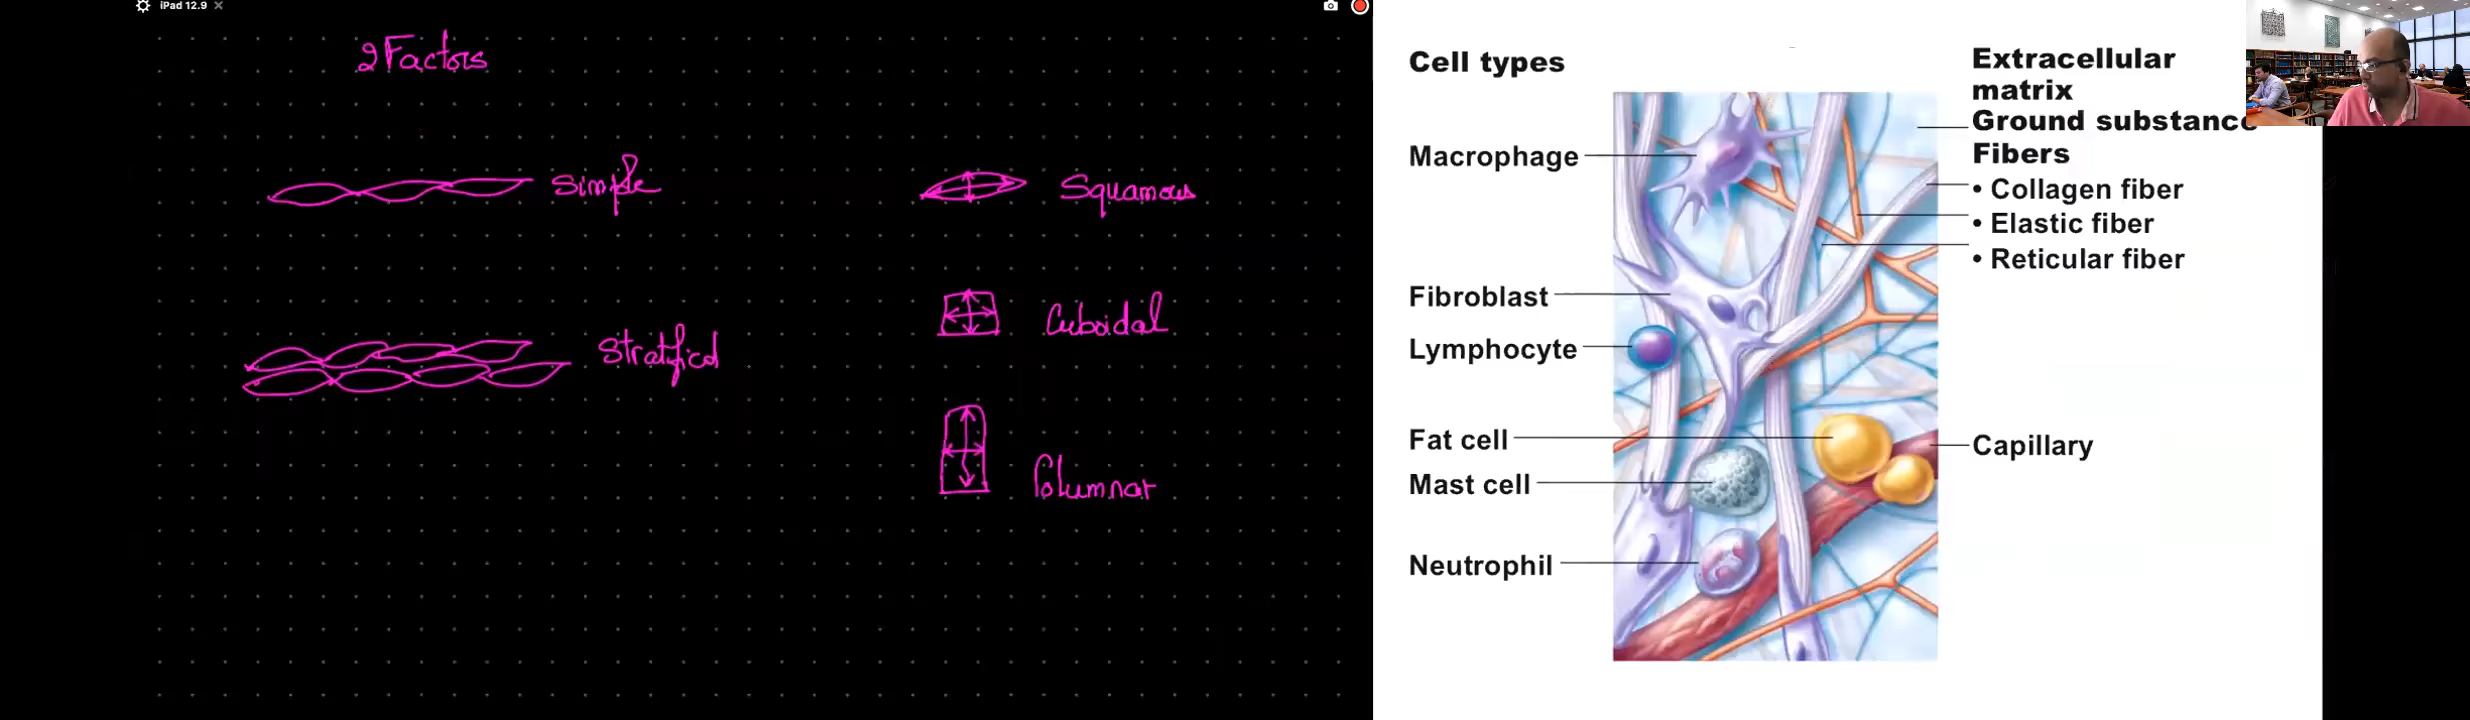 iPad 12.9
2 Factors
Simple
Stratified
Squamous
Cuboidal
Columnar
Cell types
Macrophage
Fibroblast
Lymphocyte
Fat cell
Mast cell
Neutrophil
Extracellular
matrix
Ground substance
Fibers
• Collagen fiber
• Elastic fiber
• Reticular fiber
Capillary